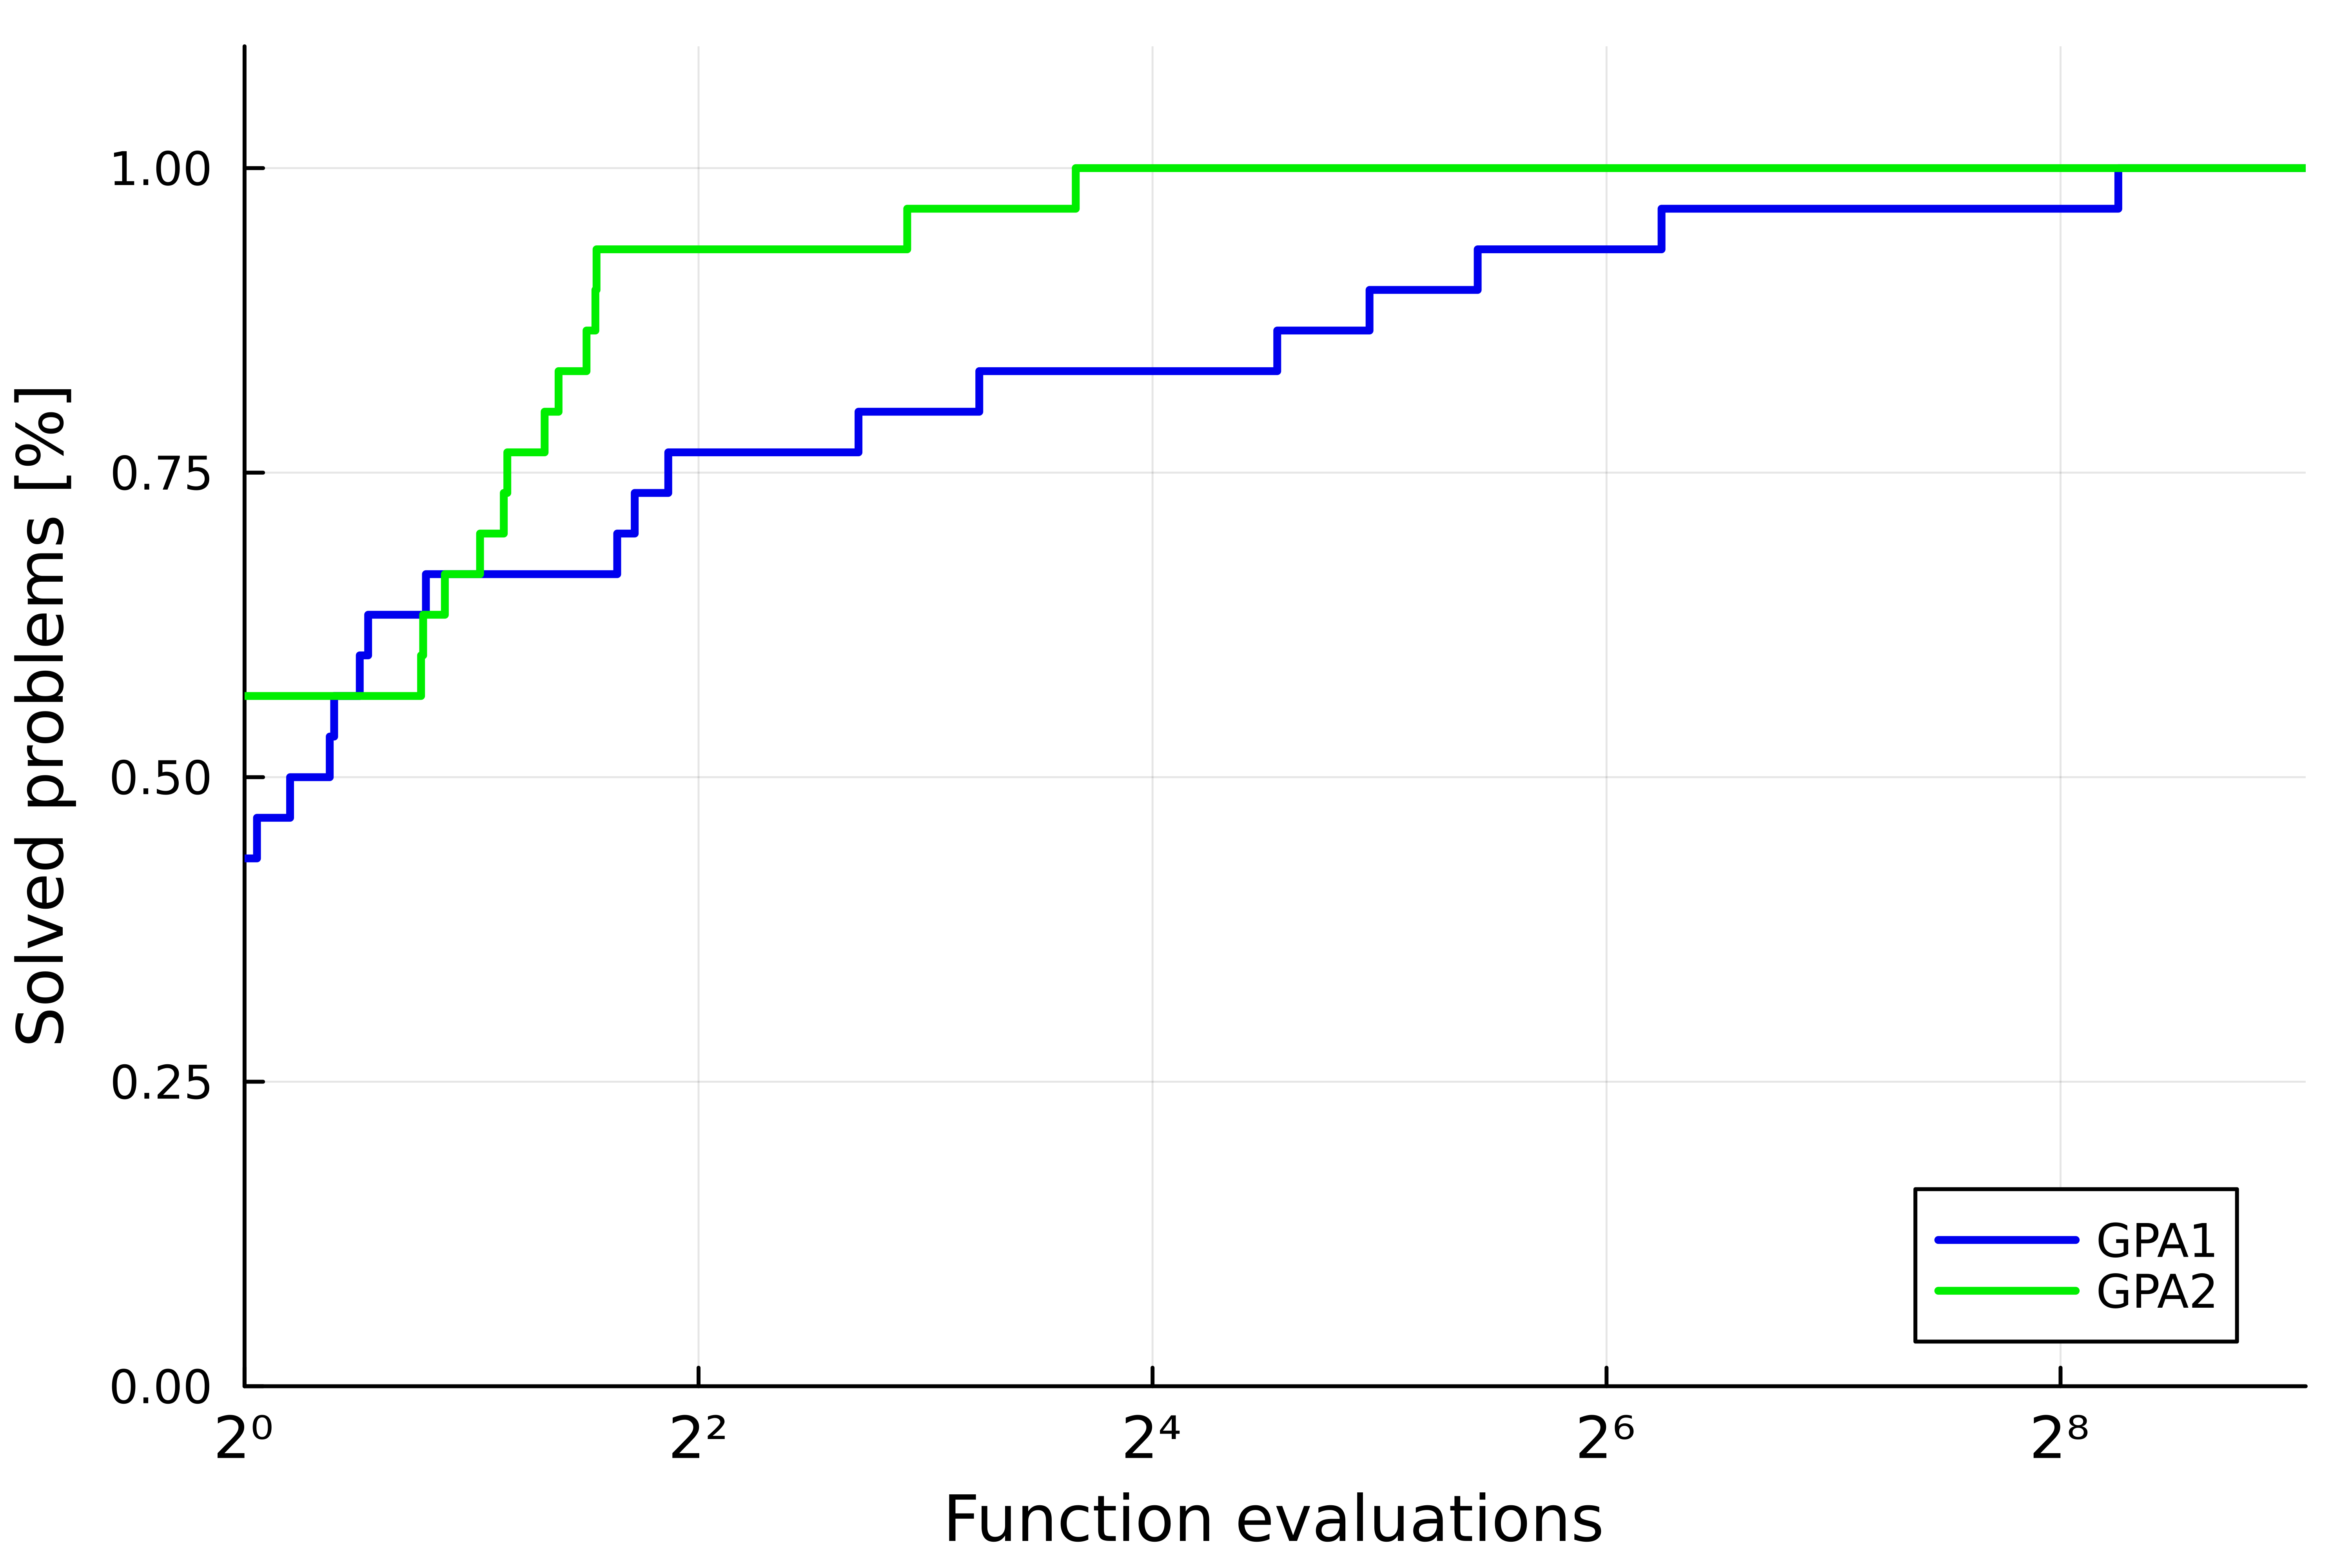 Solved problems [%]
1.00
0.75
0.50
0.25
0.00
2⁰ 2² 2⁴ 2⁶ 2⁸
Function evaluations
GPA1
GPA2